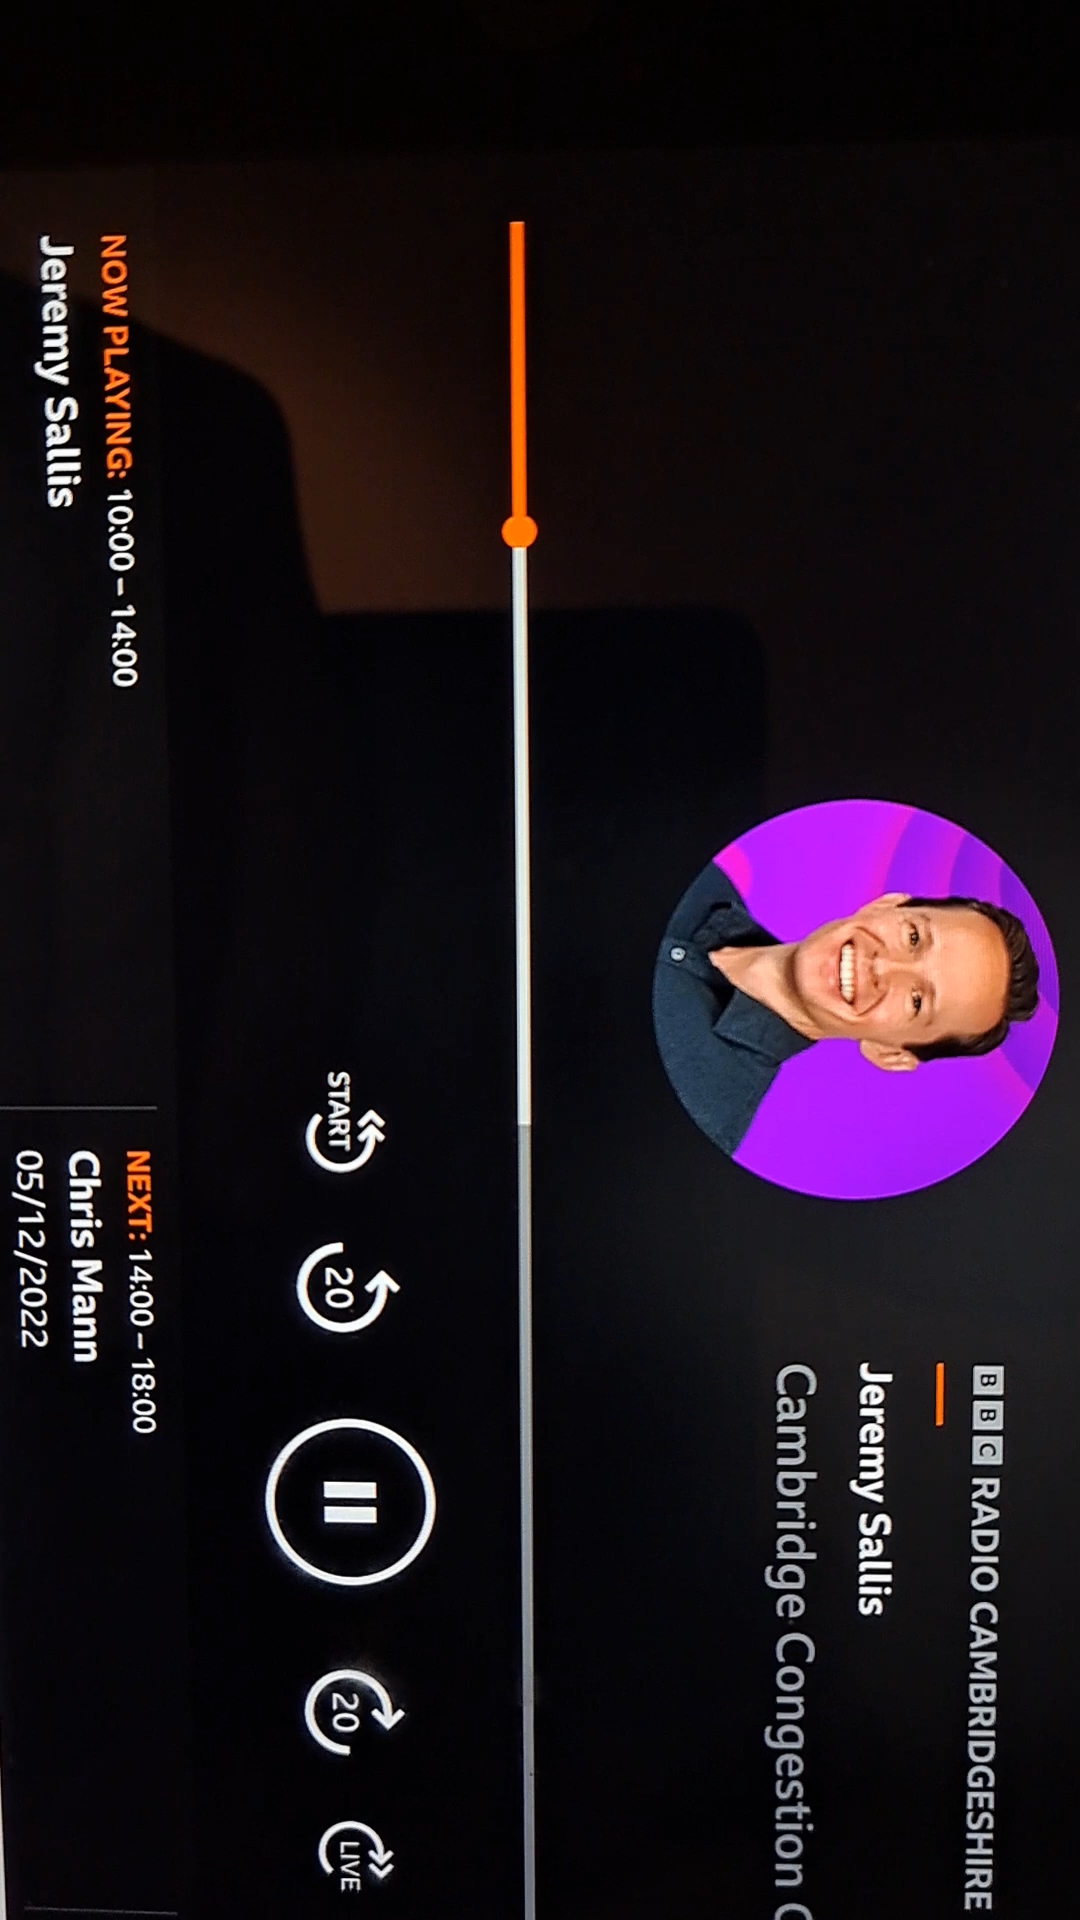 BBC RADIO CAMBRIDGESHIRE
Jeremy Sallis
Cambridge Congestion
START
20
20
LIVE
NOW PLAYING: 10:00 – 14:00
Jeremy Sallis
NEXT: 14:00 – 18:00
Chris Mann
05/12/2022